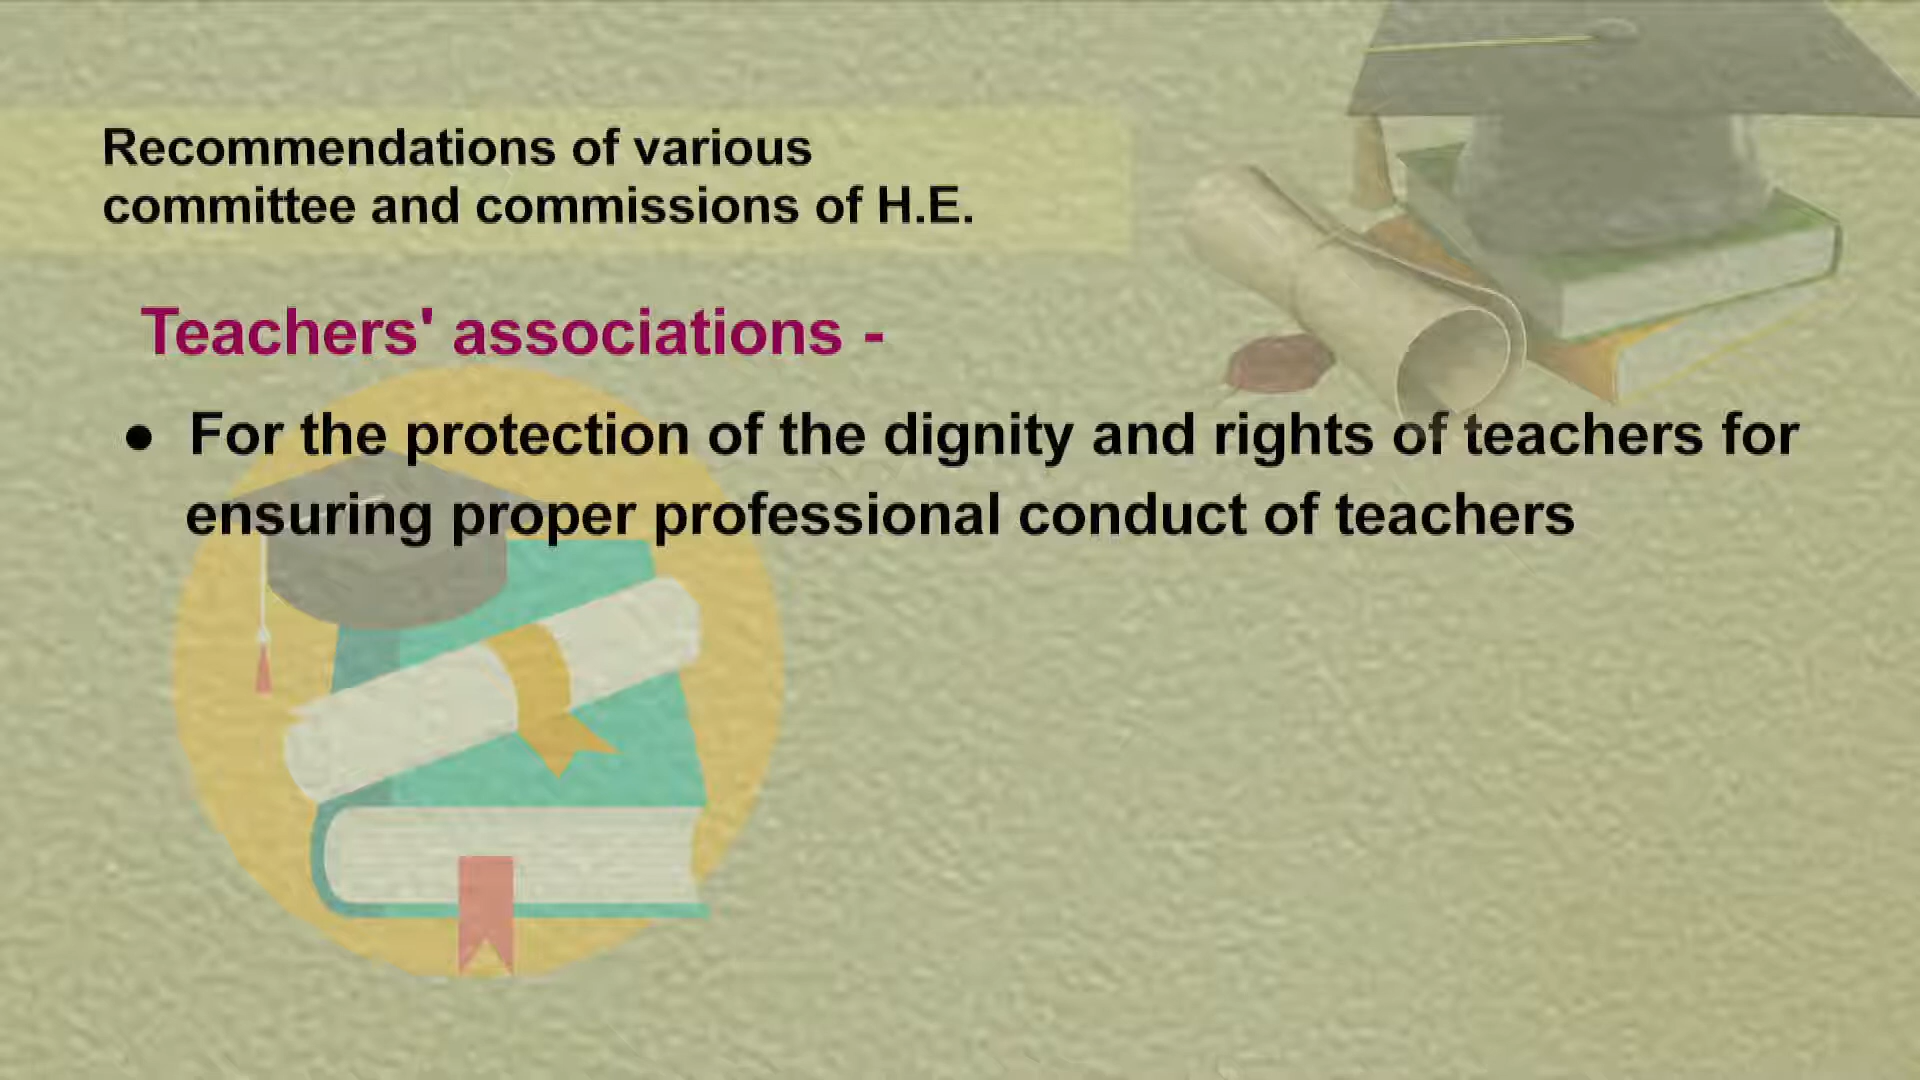 Recommendations of various
committee and commissions of H.E.
Teachers' associations -
● For the protection of the dignity and rights of teachers for
ensuring proper professional conduct of teachers